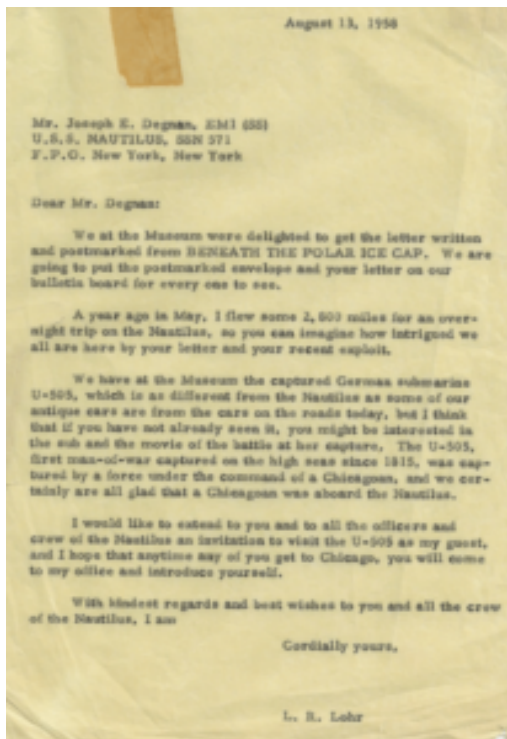 August 13, 1958
Mr. Joseph E. Degnan, EM1 (SS)
U.S.S. NAUTILUS, SSN 571
F.P.O. New York, New York
Dear Mr. Degnan:
We at the Museum were delighted to get the letter written
and postmarked from BENEATH THE POLAR ICE CAP. We are
going to put the postmarked envelope and your letter on our
bulletin board for every one to see.
A year ago in May, I flew some 2,800 miles for an over-
night trip on the Nautilus, so you can imagine how intrigued we
all are here by your letter and your recent exploit.
We have at the Museum the captured German submarine
U-505, which is as different from the Nautilus as some of our
antique cars are from the cars on the roads today, but I think
that if you have not already seen it, you might be interested in
the sub and the movie of the battle at her capture. The U-505,
first man-of-war captured on the high seas since 1815, was cap-
tured by a force under the command of a Chicagoan, and we cer-
tainly are all glad that a Chicagoan was aboard the Nautilus.
I would like to extend to you and to all the officers and
crew of the Nautilus an invitation to visit the U-505 as my guest,
and I hope that anytime any of you get to Chicago, you will come
to my office and introduce yourself.
With kindest regards and best wishes to you and all the crew
of the Nautilus, I am
Cordially yours,
L. R. Lohr